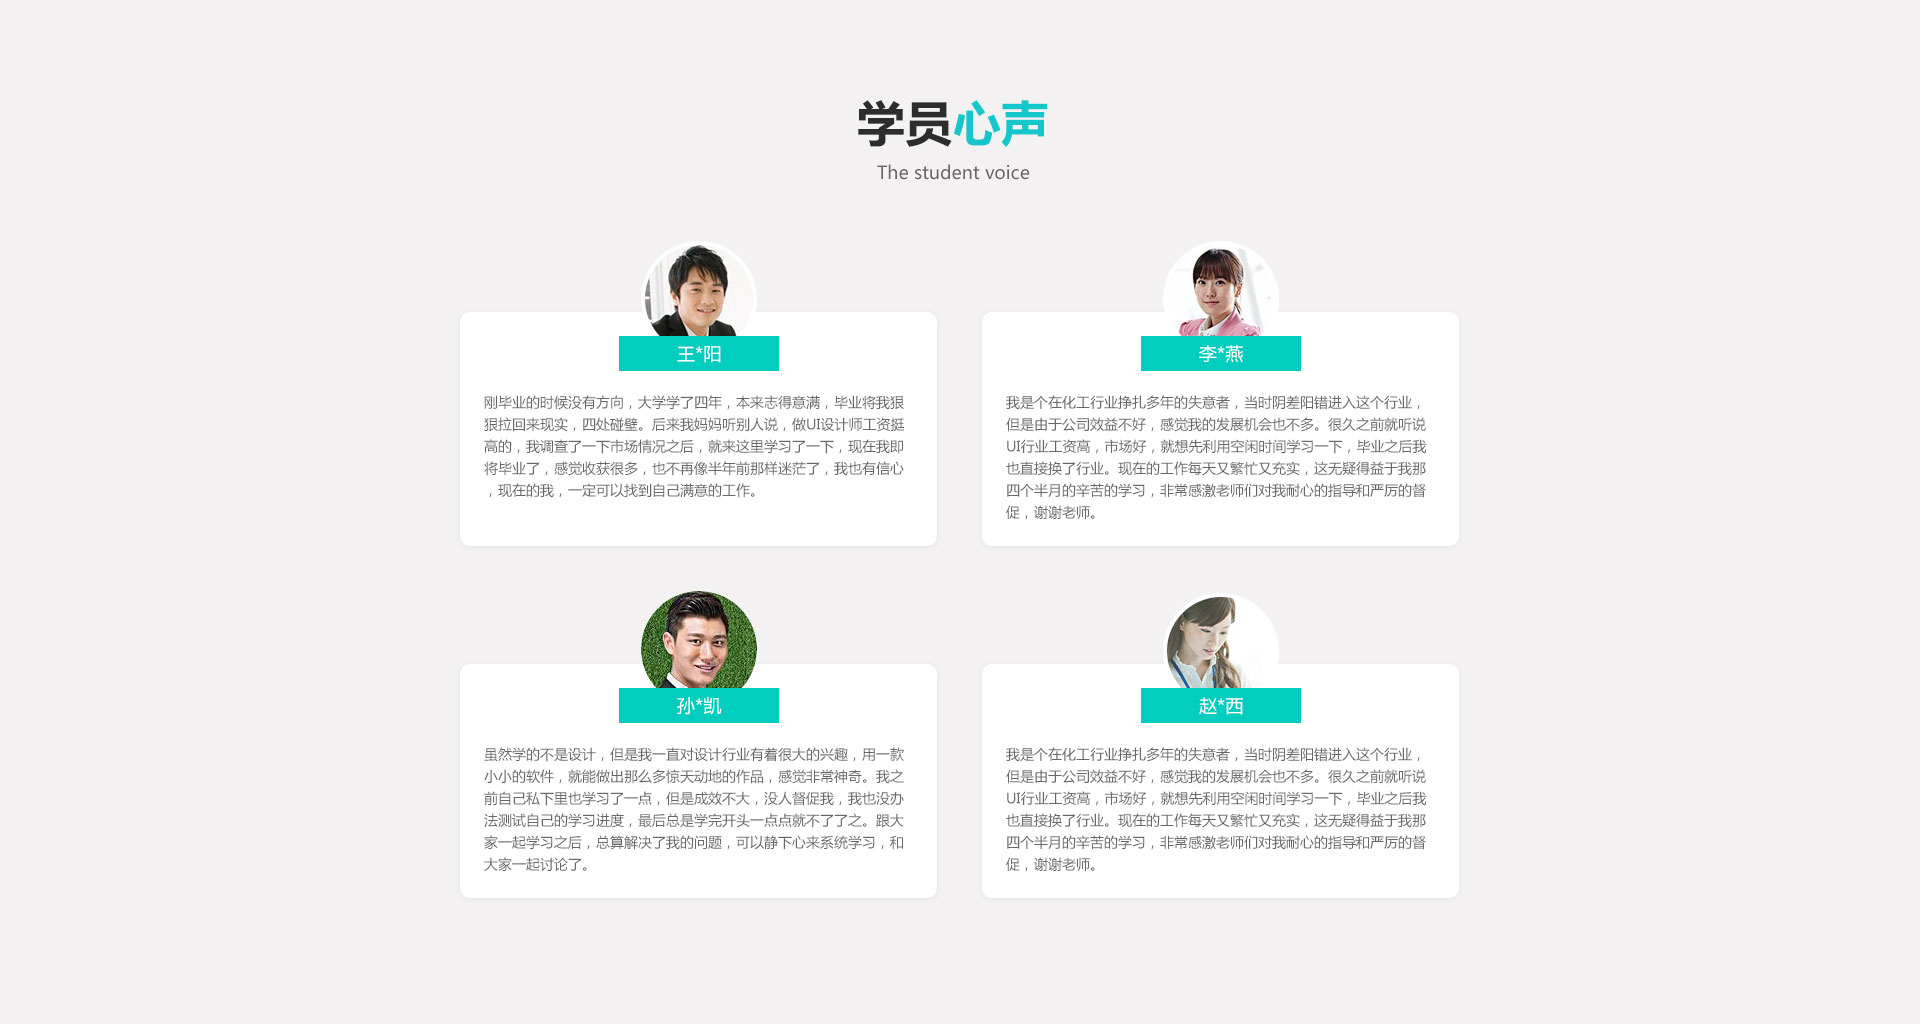 学员心声
The student voice
王*阳
刚毕业的时候没有方向，大学学了四年，本来志得意满，毕业将我狠
狠拉回来现实，四处碰壁。后来我妈妈听别人说，做UI设计师工资挺
高的，我调查了一下市场情况之后，就来这里学习了一下，现在我即
将毕业了，感觉收获很多，也不再像半年前那样迷茫了，我也有信心
，现在的我，一定可以找到自己满意的工作。
李*燕
我是个在化工行业挣扎多年的失意者，当时阴差阳错进入这个行业，
但是由于公司效益不好，感觉我的发展机会也不多。很久之前就听说
UI行业工资高，市场好，就想先利用空闲时间学习一下，毕业之后我
也直接换了行业。现在的工作每天又繁忙又充实，这无疑得益于我那
四个半月的辛苦的学习，非常感激老师们对我耐心的指导和严厉的督
促，谢谢老师。
孙*凯
虽然学的不是设计，但是我一直对设计行业有着很大的兴趣，用一款
小小的软件，就能做出那么多惊天动地的作品，感觉非常神奇。我之
前自己私下里也学习了一点，但是成效不大，没人督促我，我也没办
法测试自己的学习进度，最后总是学完开头一点点就不了了之。跟大
家一起学习之后，总算解决了我的问题，可以静下心来系统学习，和
大家一起讨论了。
赵*西
我是个在化工行业挣扎多年的失意者，当时阴差阳错进入这个行业，
但是由于公司效益不好，感觉我的发展机会也不多。很久之前就听说
UI行业工资高，市场好，就想先利用空闲时间学习一下，毕业之后我
也直接换了行业。现在的工作每天又繁忙又充实，这无疑得益于我那
四个半月的辛苦的学习，非常感激老师们对我耐心的指导和严厉的督
促，谢谢老师。